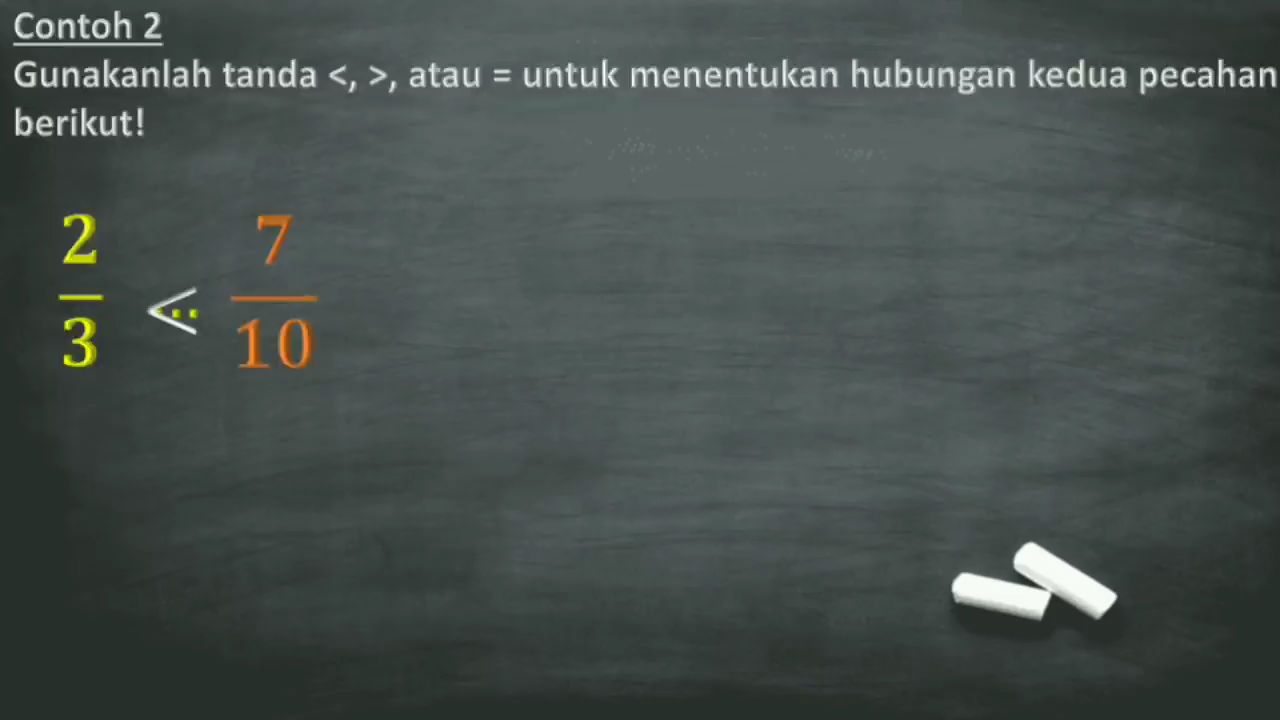 Contoh 2
Gunakanlah tanda <, >, atau = untuk menentukan hubungan kedua pecahan
berikut!
2/3 <... 7/10